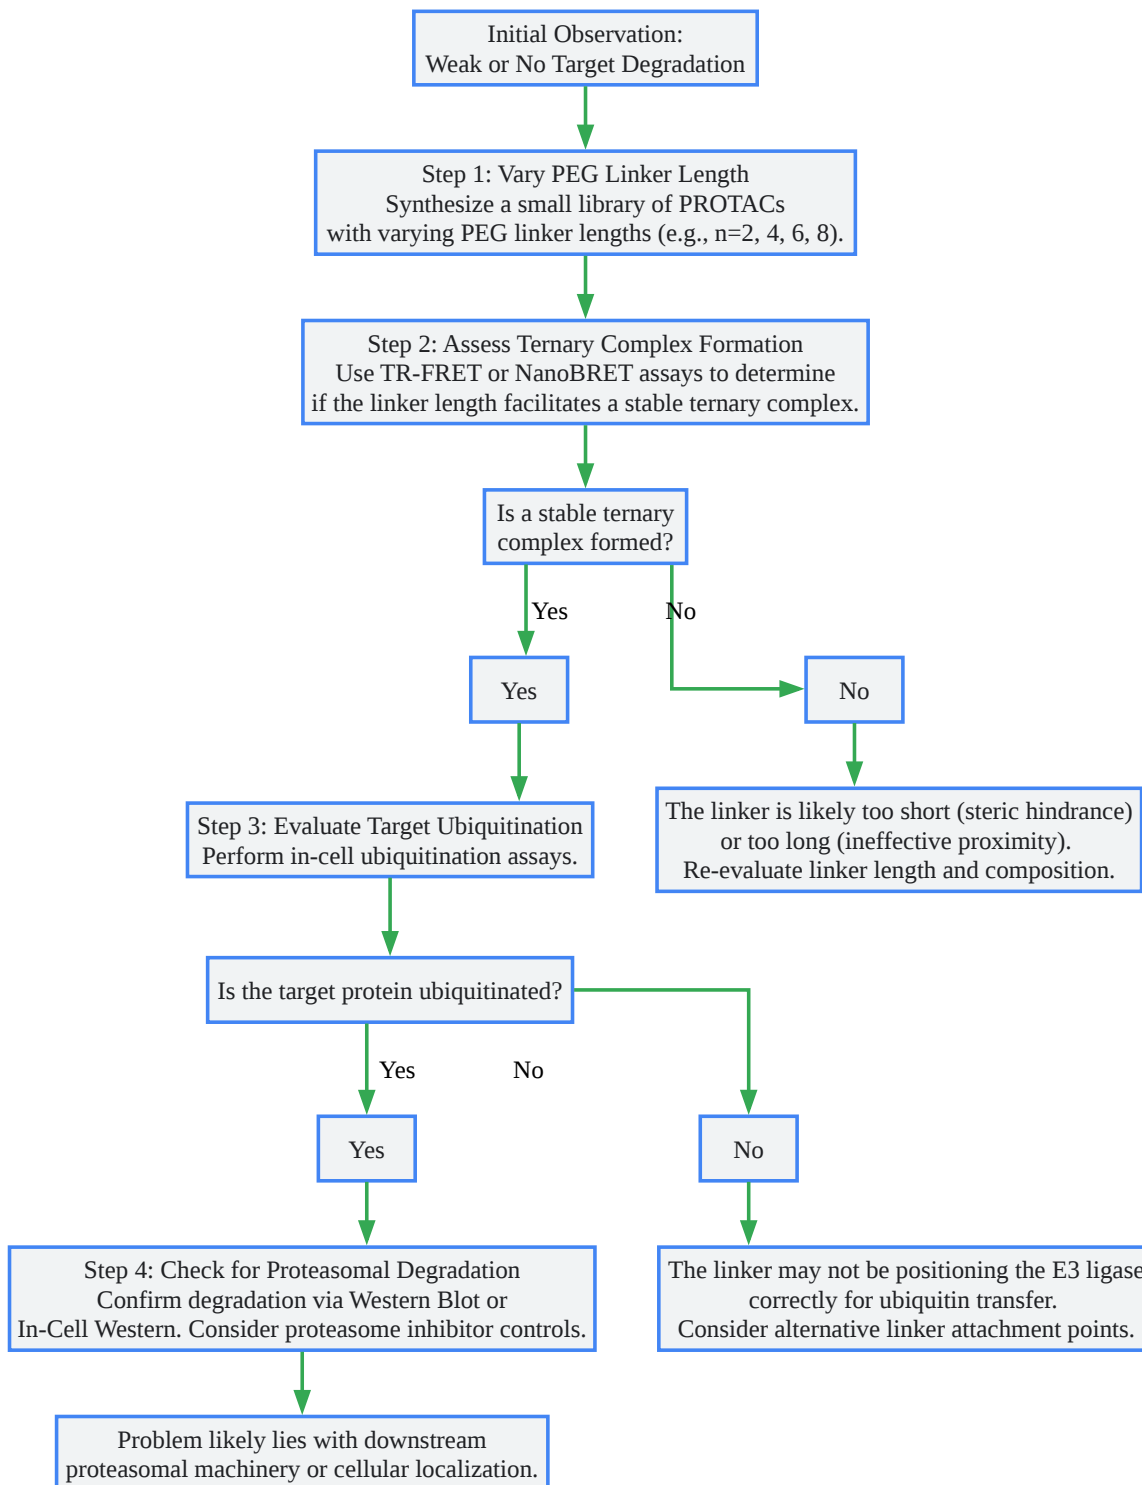 Initial Observation:
Weak or No Target Degradation
Step 1: Vary PEG Linker Length
Synthesize a small library of PROTACs
with varying PEG linker lengths (e.g., n=2, 4, 6, 8).
Step 2: Assess Ternary Complex Formation
Use TR-FRET or NanoBRET assays to determine
if the linker length facilitates a stable ternary complex.
Is a stable ternary
complex formed?
Yes
No
Yes
No
The linker is likely too short (steric hindrance)
or too long (ineffective proximity).
Re-evaluate linker length and composition.
Step 3: Evaluate Target Ubiquitination
Perform in-cell ubiquitination assays.
Is the target protein ubiquitinated?
Yes
No
Yes
No
Step 4: Check for Proteasomal Degradation
Confirm degradation via Western Blot or
In-Cell Western. Consider proteasome inhibitor controls.
The linker may not be positioning the E3 ligase
correctly for ubiquitin transfer.
Consider alternative linker attachment points.
Problem likely lies with downstream
proteasomal machinery or cellular localization.